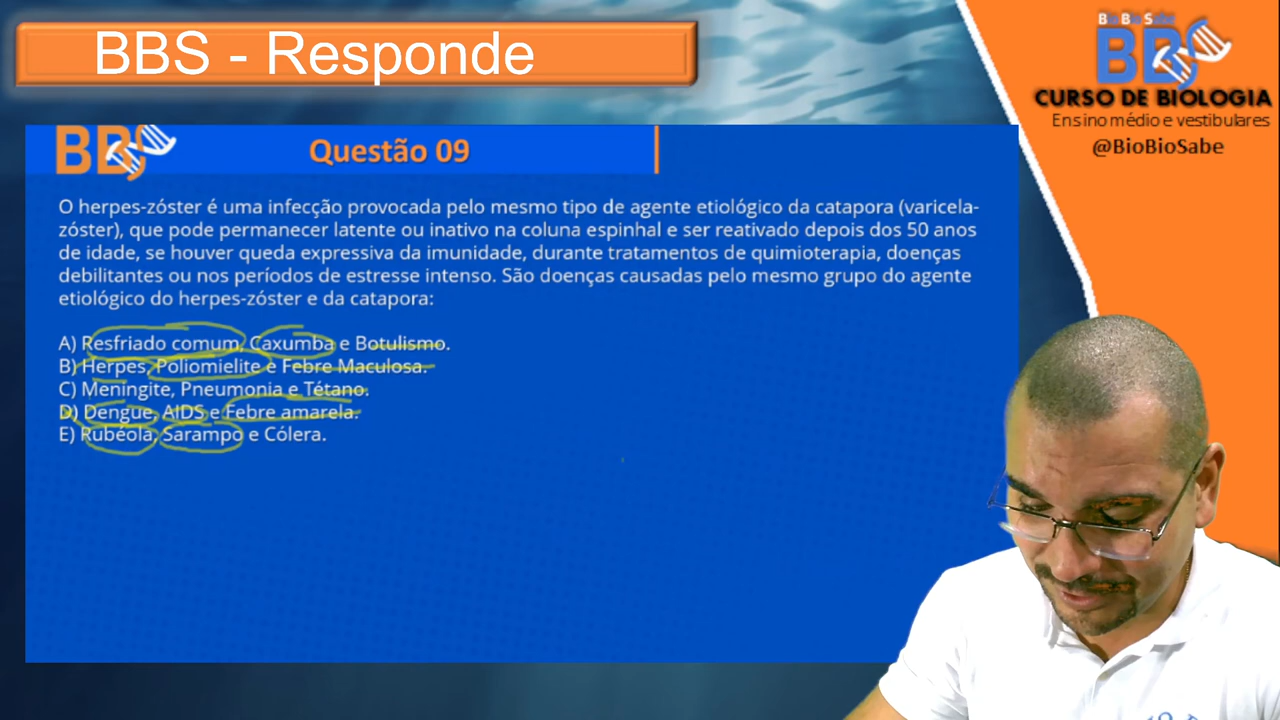 BBS - Responde
Bio Bio Sabe
BBS
CURSO DE BIOLOGIA
Ensino médio e vestibulares
@BioBioSabe
BBS
Questão 09
O herpes-zóster é uma infecção provocada pelo mesmo tipo de agente etiológico da catapora (varicela-
zóster), que pode permanecer latente ou inativo na coluna espinhal e ser reativado depois dos 50 anos
de idade, se houver queda expressiva da imunidade, durante tratamentos de quimioterapia, doenças
debilitantes ou nos períodos de estresse intenso. São doenças causadas pelo mesmo grupo do agente
etiológico do herpes-zóster e da catapora:
A) Resfriado comum, Caxumba e Botulismo.
B) Herpes, Poliomielite e Febre Maculosa.
C) Meningite, Pneumonia e Tétano.
D) Dengue, AIDS e Febre amarela.
E) Rubéola, Sarampo e Cólera.